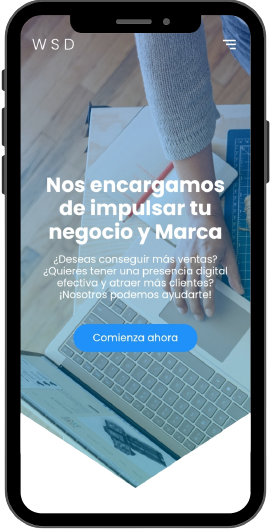 WSD
Nos encargamos
de impulsar tu
negocio y Marca
¿Deseas conseguir más ventas?
¿Quieres tener una presencia digital
efectiva y atraer más clientes?
¡Nosotros podemos ayudarte!
Comienza ahora